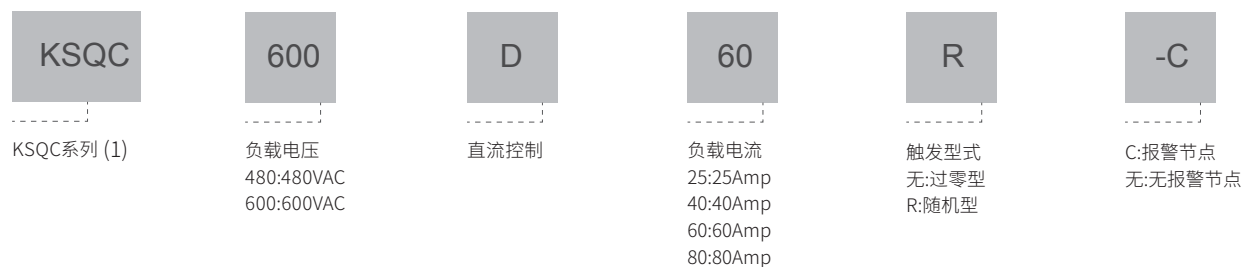 KSQC
600
D
60
R
-C
KSQC系列 (1)
负载电压
480:480VAC
600:600VAC
直流控制
负载电流
25:25Amp
40:40Amp
60:60Amp
80:80Amp
触发型式
无:过零型
R:随机型
C:报警节点
无:无报警节点